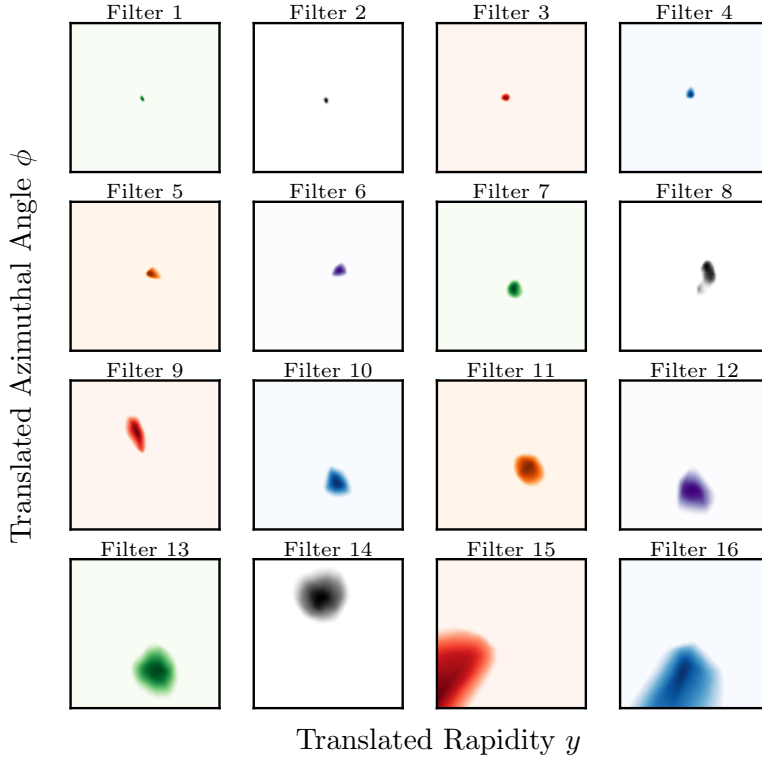 Filter 1 Filter 2 Filter 3 Filter 4
Filter 5 Filter 6 Filter 7 Filter 8
Filter 9 Filter 10 Filter 11 Filter 12
Filter 13 Filter 14 Filter 15 Filter 16
Translated Azimuthal Angle ϕ
Translated Rapidity y